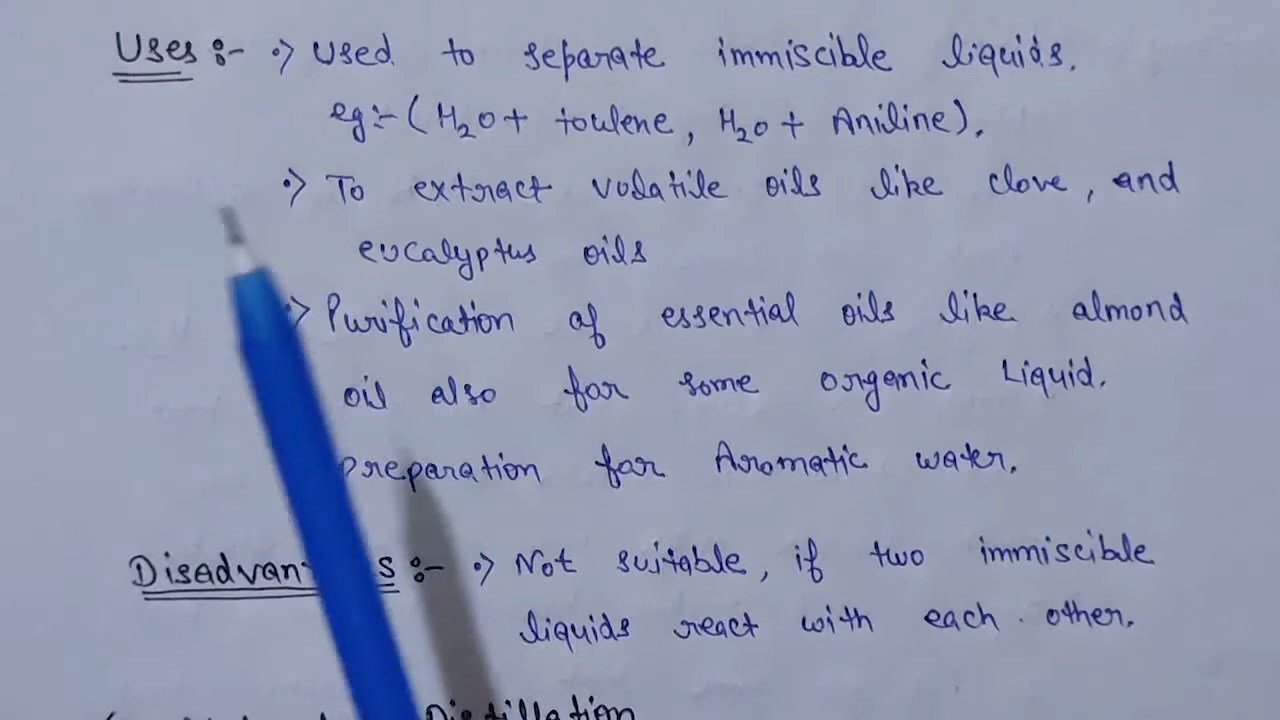 Uses :- ·> Used to separate immiscible liquids.
eg:- (H₂O + toulene, H₂O + Aniline).
·> To extract volatile oils like clove, and
eucalyptus oils
·> Purification of essential oils like almond
oil also for some organic Liquid.
preparation for Aromatic water.
:- ·> Not suitable, if two immiscible
liquids react with each other.
Distillation